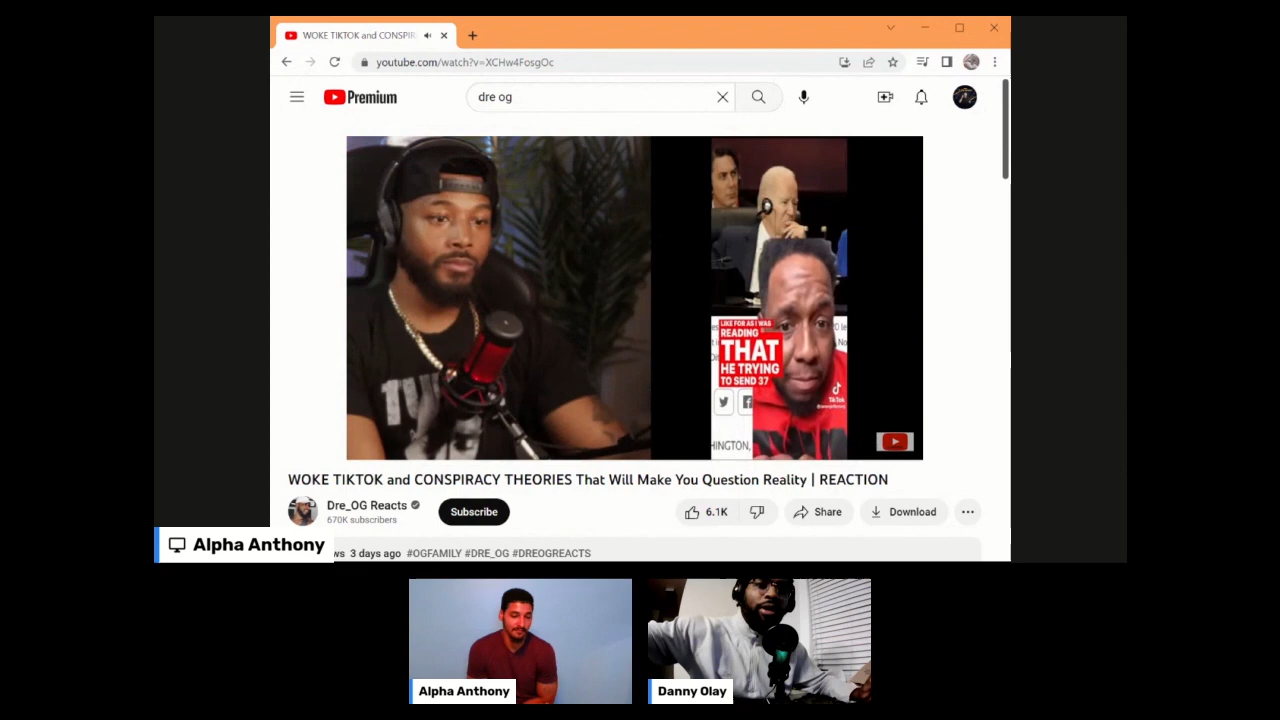 WOKE TIKTOK and CONSPIR
youtube.com/watch?v=XCHw4FosgOc
Premium
dre og
LIKE FOR AS I WAS
READING
THAT
HE TRYING
TO SEND 37
TikTok
HINGTON,
WOKE TIKTOK and CONSPIRACY THEORIES That Will Make You Question Reality | REACTION
Dre_OG Reacts
670K subscribers
Subscribe
6.1K
Share
Download
Alpha Anthony
ws 3 days ago #OGFAMILY #DRE_OG #DREOGREACTS
Alpha Anthony
Danny Olay